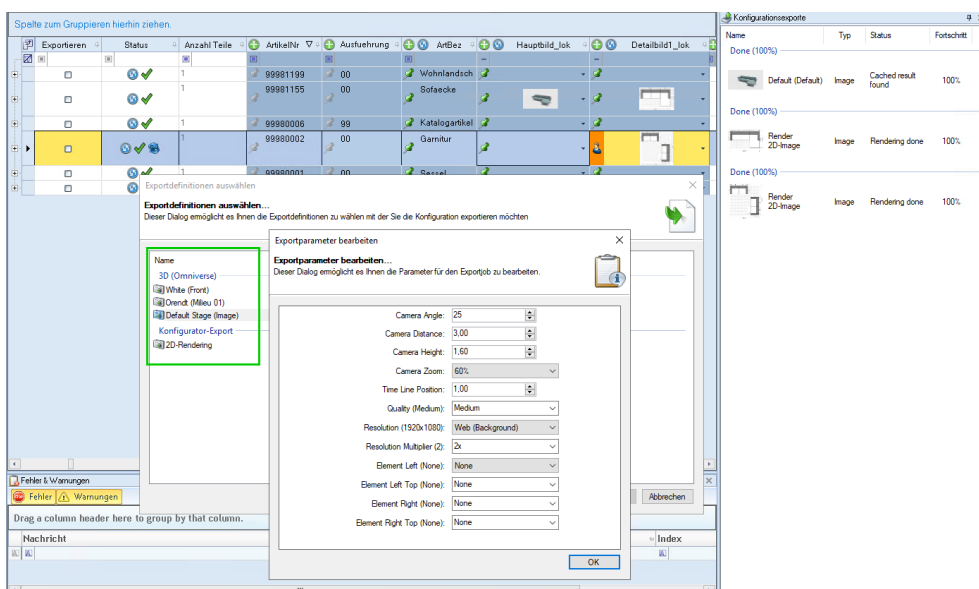 Spalte zum Gruppieren hierhin ziehen.
Exportieren Status Anzahl Teile ArtikelNr Ausfuehrung ArtBez Hauptbild_lok Detailbild1_lok
1 99981199 00 Wohnlandsch
1 99981155 00 Sofaecke
1 99980006 99 Katalogartikel
1 99980002 00 Garnitur
1 99980001 00 Sessel
Konfigurationsexporte
Name Typ Status Fortschritt
Done (100%)
Default (Default) Image Cached result found 100%
Done (100%)
Render 2D-Image Image Rendering done 100%
Done (100%)
Render 2D-Image Image Rendering done 100%
Exportdefinitionen auswählen
Exportdefinitionen auswählen...
Dieser Dialog ermöglicht es Ihnen die Exportdefinitionen zu wählen mit der Sie die Konfiguration exportieren möchten
Name
3D (Omniverse)
White (Front)
Orendt (Milieu 01)
Default Stage (Image)
Konfigurator-Export
2D-Rendering
Abbrechen
Exportparameter bearbeiten
Exportparameter bearbeiten...
Dieser Dialog ermöglicht es Ihnen die Parameter für den Exportjob zu bearbeiten.
Camera Angle: 25
Camera Distance: 3,00
Camera Height: 1,60
Camera Zoom: 60%
Time Line Position: 1,00
Quality (Medium): Medium
Resolution (1920x1080): Web (Background)
Resolution Multiplier (2): 2x
Element Left (None): None
Element Left Top (None): None
Element Right (None): None
Element Right Top (None): None
OK
Fehler & Warnungen
Fehler Warnungen
Drag a column header here to group by that column.
Nachricht Index